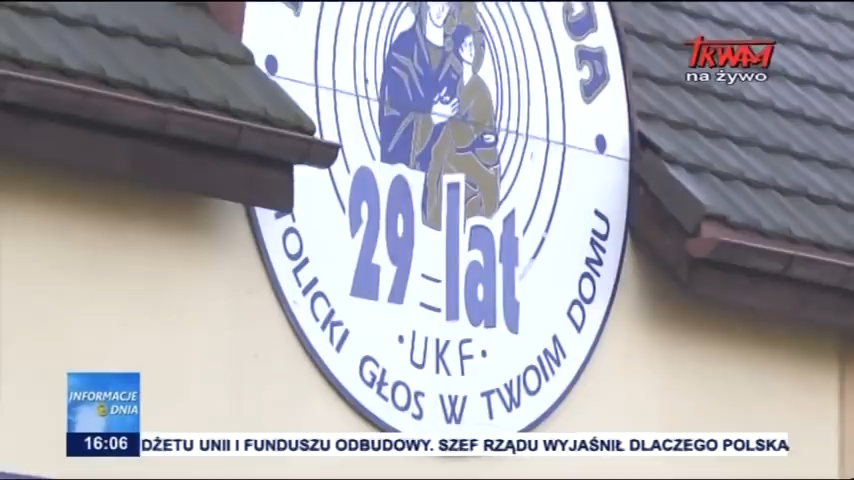 TRWAM
na żywo
29 lat
• UKF •
TOLICKI GŁOS W TWOIM DOMU
INFORMACJE
DNIA
16:06
DŻETU UNII I FUNDUSZU ODBUDOWY. SZEF RZĄDU WYJAŚNIŁ DLACZEGO POLSKA